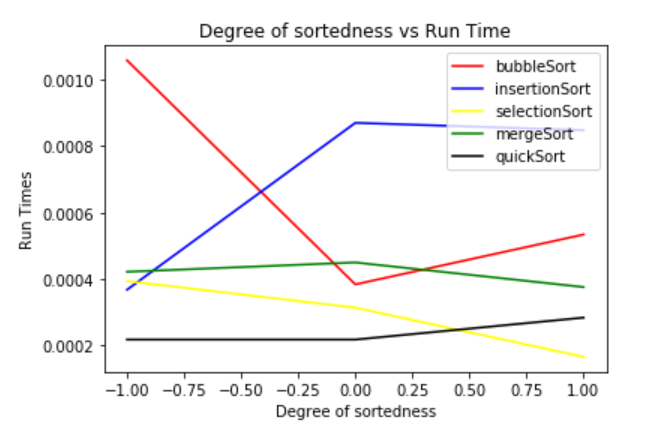 Degree of sortedness vs Run Time
bubbleSort
insertionSort
selectionSort
mergeSort
quickSort
Run Times
0.0010
0.0008
0.0006
0.0004
0.0002
−1.00 −0.75 −0.50 −0.25 0.00 0.25 0.50 0.75 1.00
Degree of sortedness